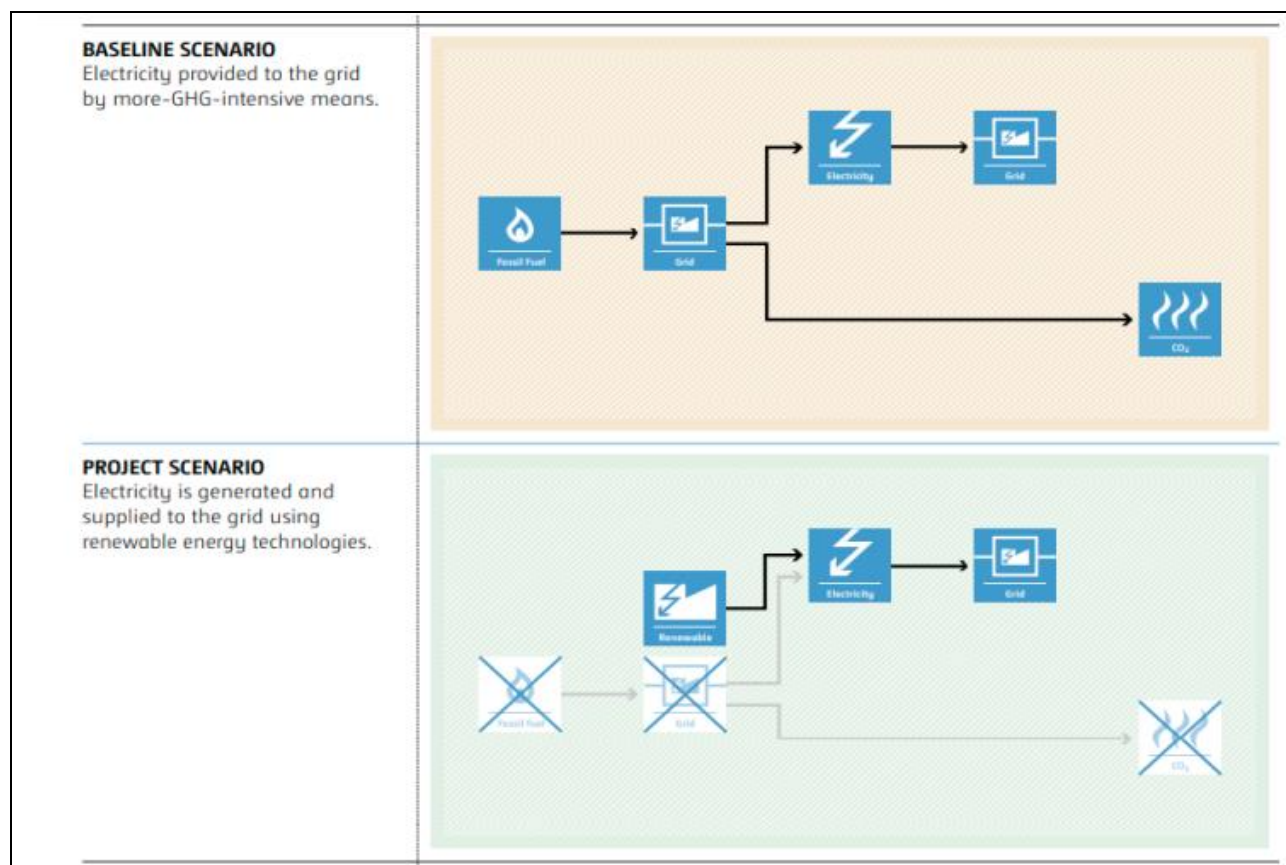 BASELINE SCENARIO
Electricity provided to the grid
by more-GHG-intensive means.
Electricity
Grid
Fossil Fuel
Grid
CO₂
PROJECT SCENARIO
Electricity is generated and
supplied to the grid using
renewable energy technologies.
Electricity
Grid
Renewable
Fossil Fuel
Grid
CO₂